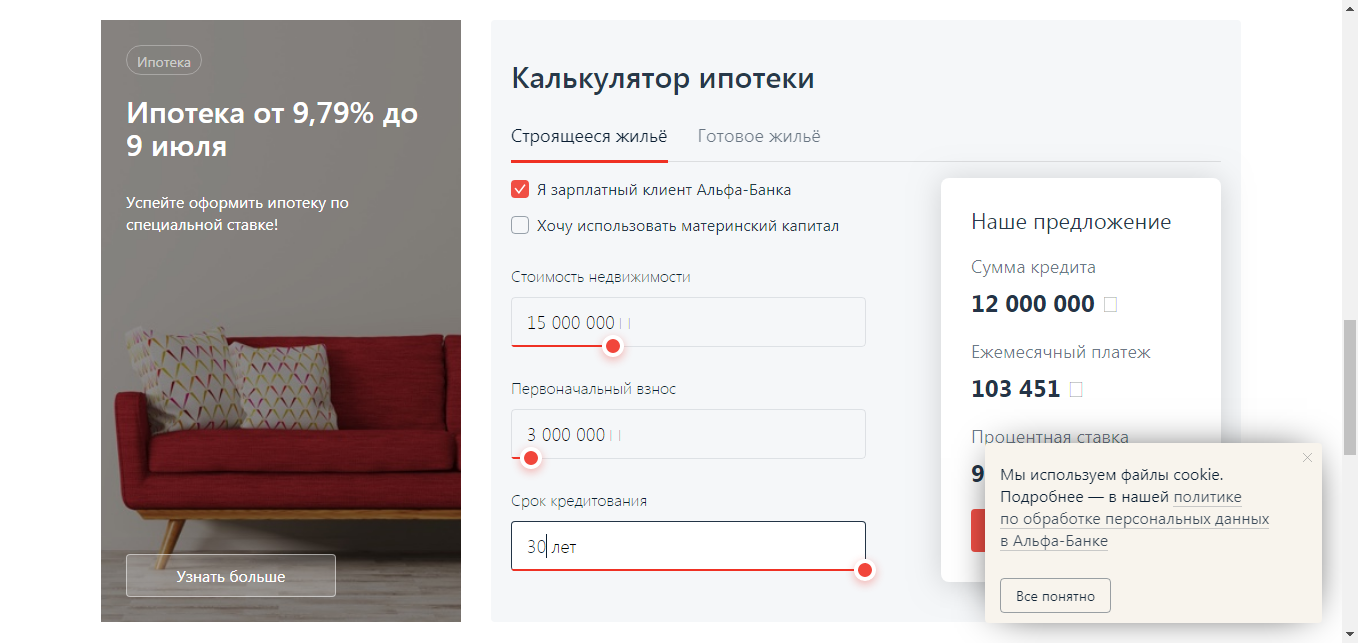 Ипотека
Ипотека от 9,79% до
9 июля
Успейте оформить ипотеку по
специальной ставке!
Узнать больше
Калькулятор ипотеки
Строящееся жильё
Готовое жильё
Я зарплатный клиент Альфа-Банка
Хочу использовать материнский капитал
Стоимость недвижимости
15 000 000
Первоначальный взнос
3 000 000
Срок кредитования
30 лет
Наше предложение
Сумма кредита
12 000 000
Ежемесячный платеж
103 451
Процентная ставка
9
Мы используем файлы cookie.
Подробнее — в нашей политике
по обработке персональных данных
в Альфа-Банке
Все понятно